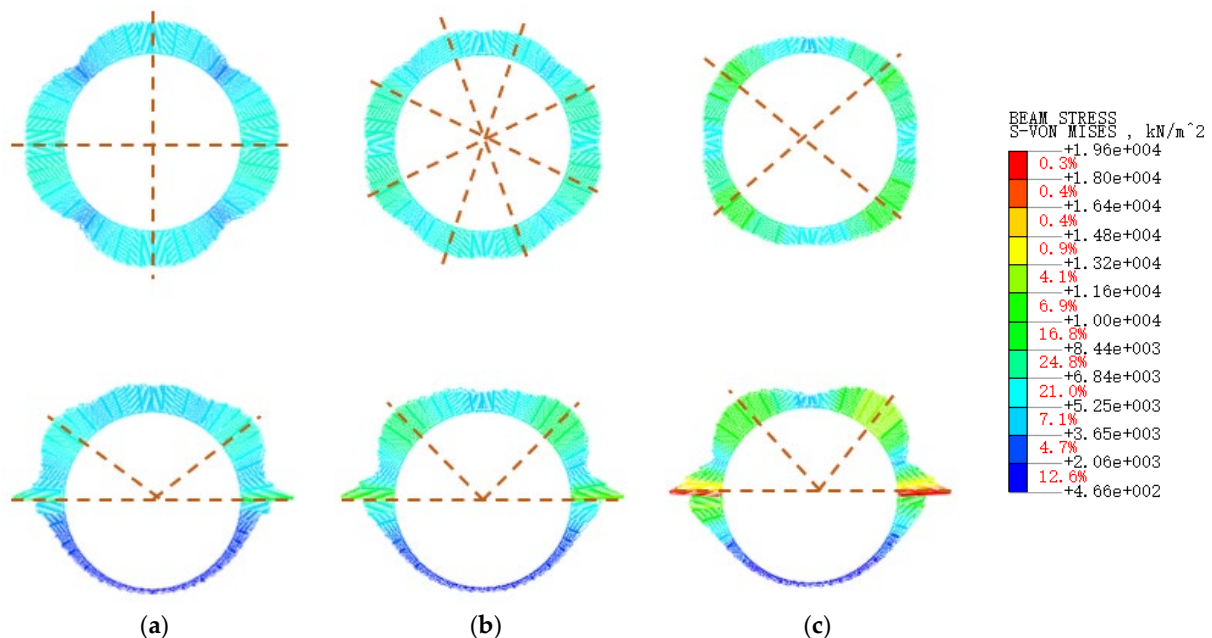 BEAM STRESS
S-VON MISES , kN/m^2
+1.96e+004
0.3%
+1.80e+004
0.4%
+1.64e+004
0.4%
+1.48e+004
0.9%
+1.32e+004
4.1%
+1.16e+004
6.9%
+1.00e+004
16.8%
+8.44e+003
24.8%
+6.84e+003
21.0%
+5.25e+003
7.1%
+3.65e+003
4.7%
+2.06e+003
12.6%
+4.66e+002
(a) (b) (c)